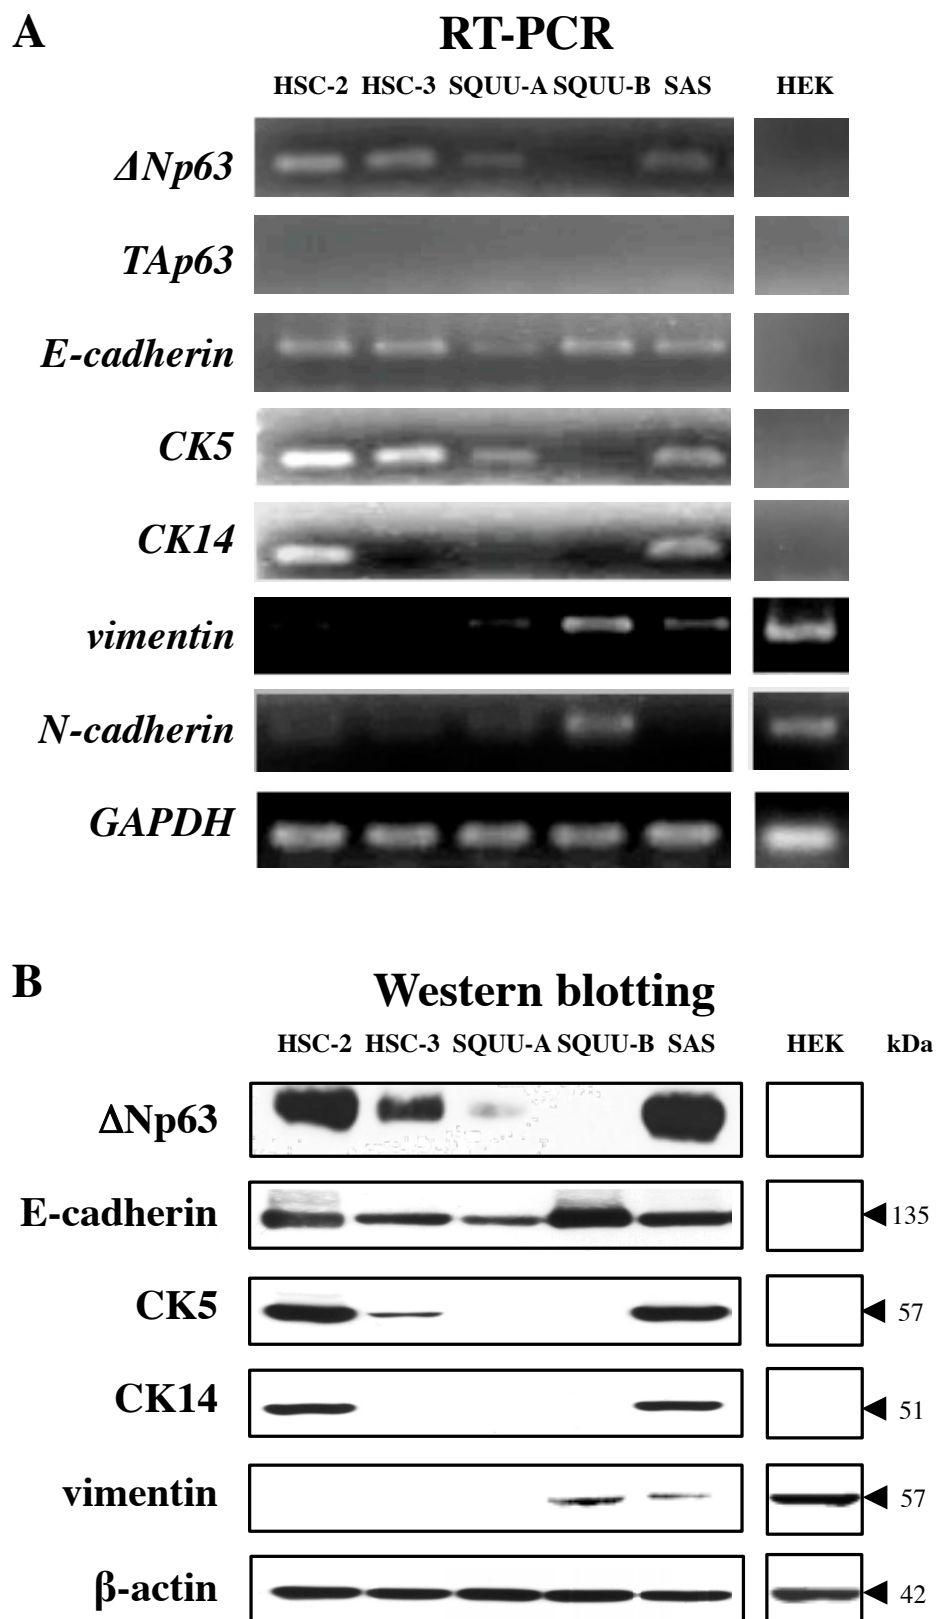 A
RT-PCR
HSC-2 HSC-3 SQUU-A SQUU-B SAS HEK
ΔNp63
TAp63
E-cadherin
CK5
CK14
vimentin
N-cadherin
GAPDH
B
Western blotting
HSC-2 HSC-3 SQUU-A SQUU-B SAS HEK kDa
ΔNp63
E-cadherin 135
CK5 57
CK14 51
vimentin 57
β-actin 42